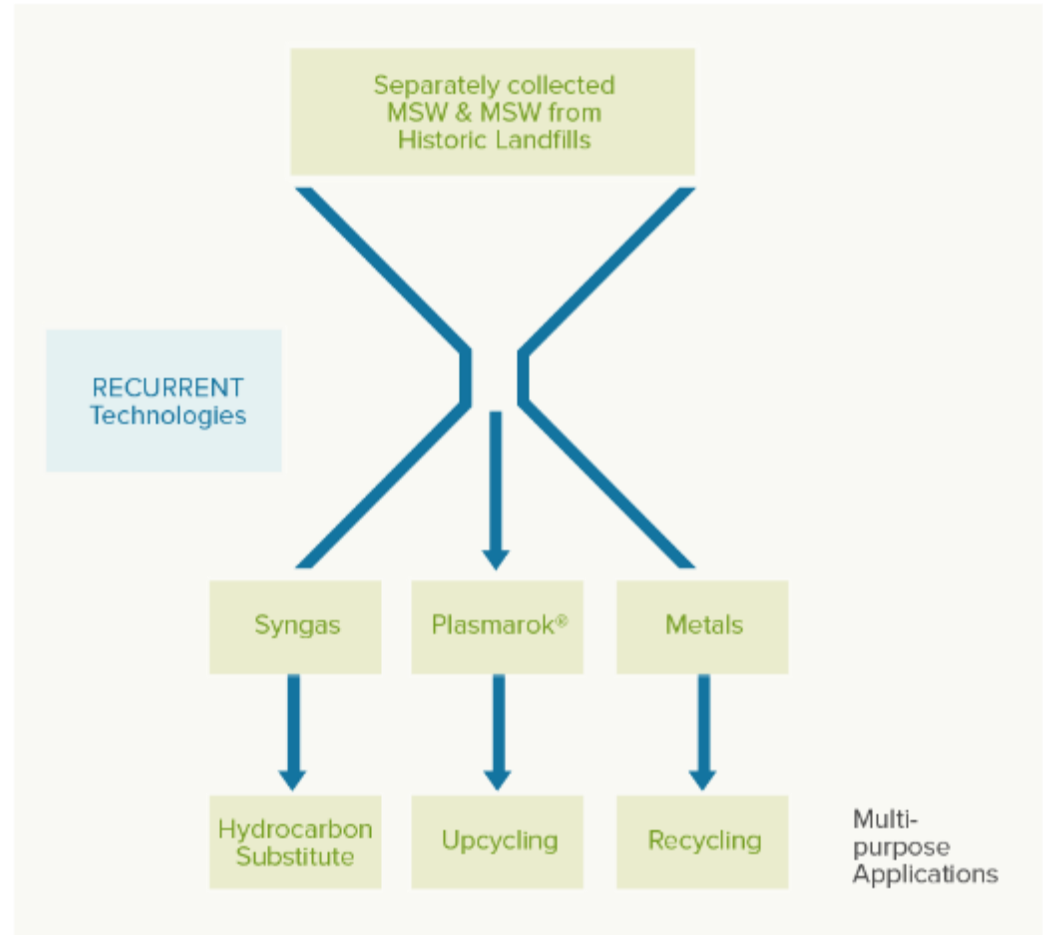 Separately collected
MSW & MSW from
Historic Landfills
RECURRENT
Technologies
Syngas
Plasmarok®
Metals
Hydrocarbon
Substitute
Upcycling
Recycling
Multi-
purpose
Applications